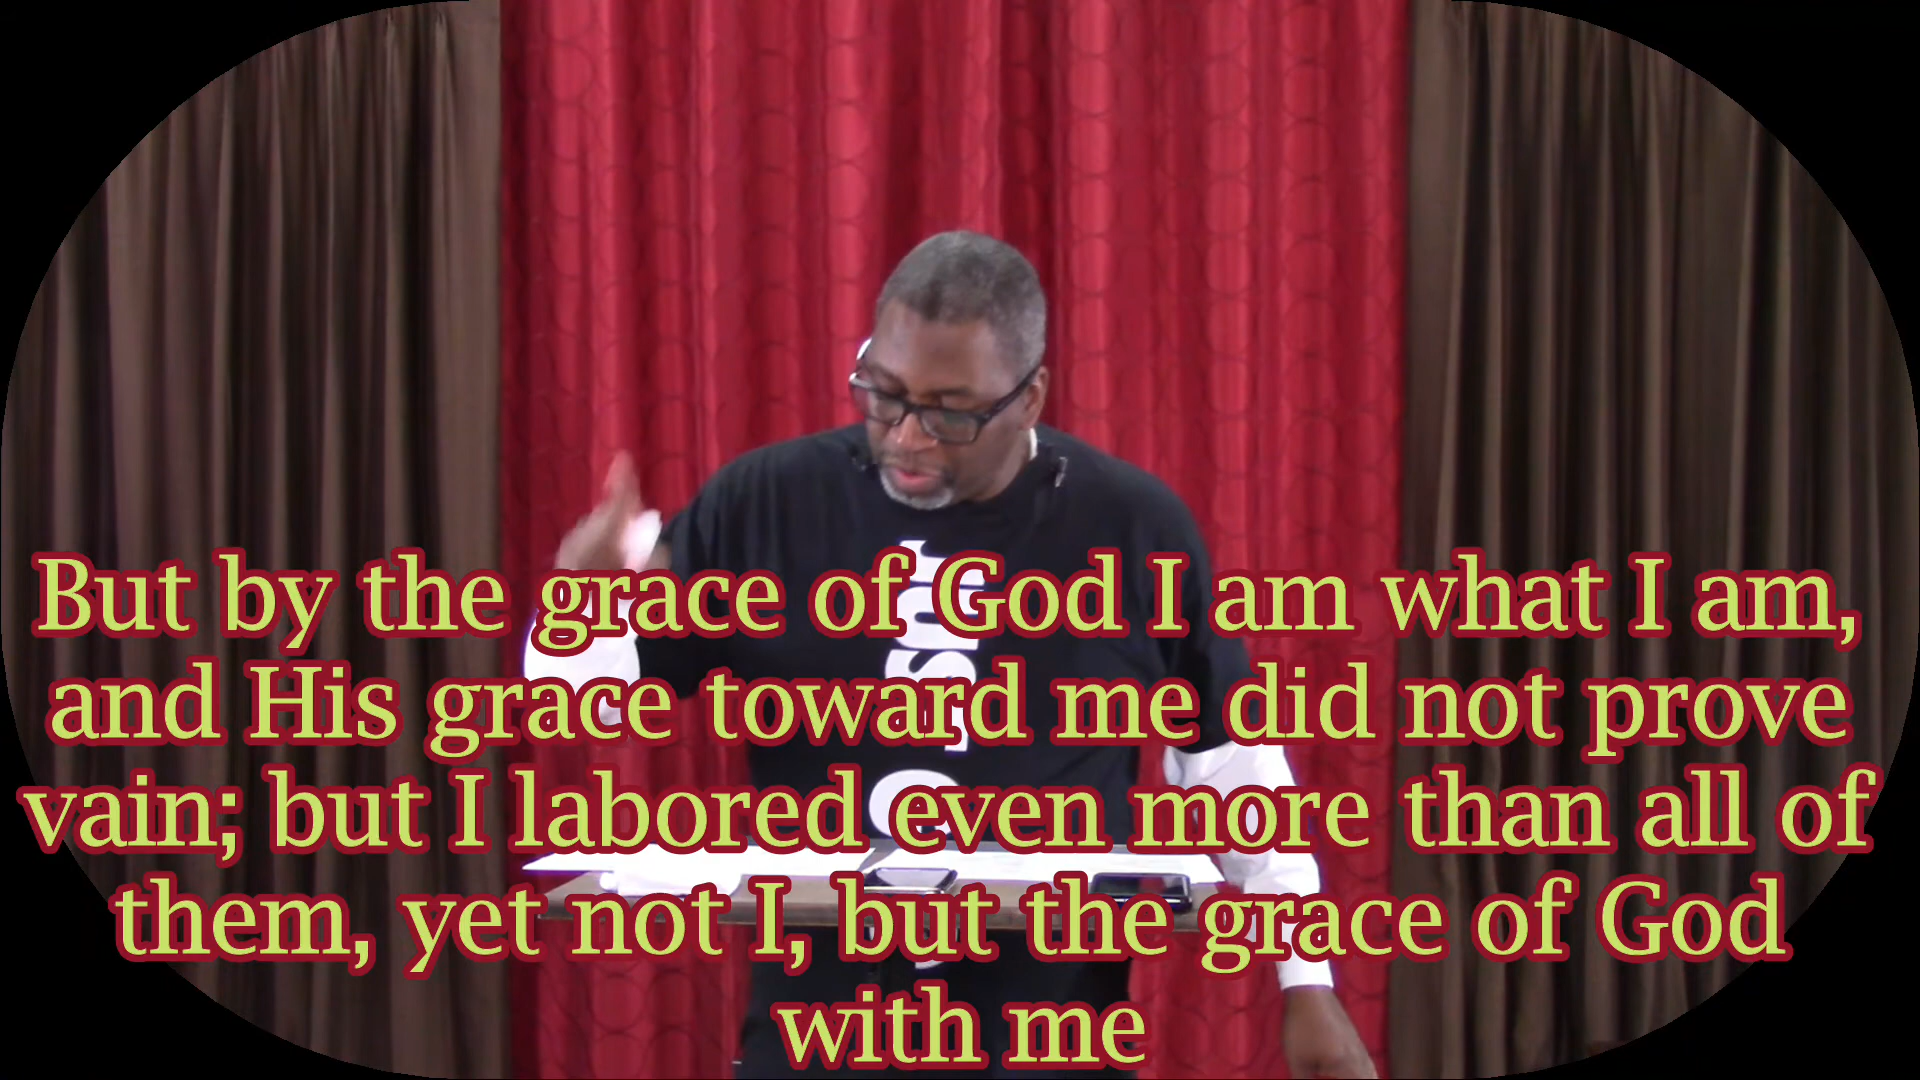 But by the grace of God I am what I am,
and His grace toward me did not prove
vain; but I labored even more than all of
them, yet not I, but the grace of God
with me